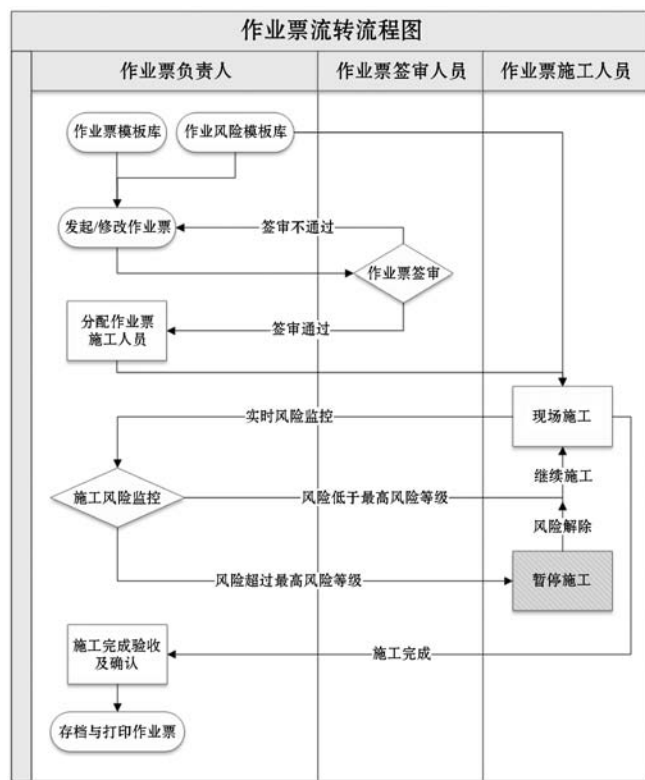 作业票流转流程图
作业票负责人
作业票签审人员
作业票施工人员
作业票模板库
作业风险模板库
发起/修改作业票
签审不通过
作业票签审
分配作业票
施工人员
签审通过
实时风险监控
现场施工
继续施工
施工风险监控
风险低于最高风险等级
风险解除
风险超过最高风险等级
暂停施工
施工完成验收
及确认
施工完成
存档与打印作业票